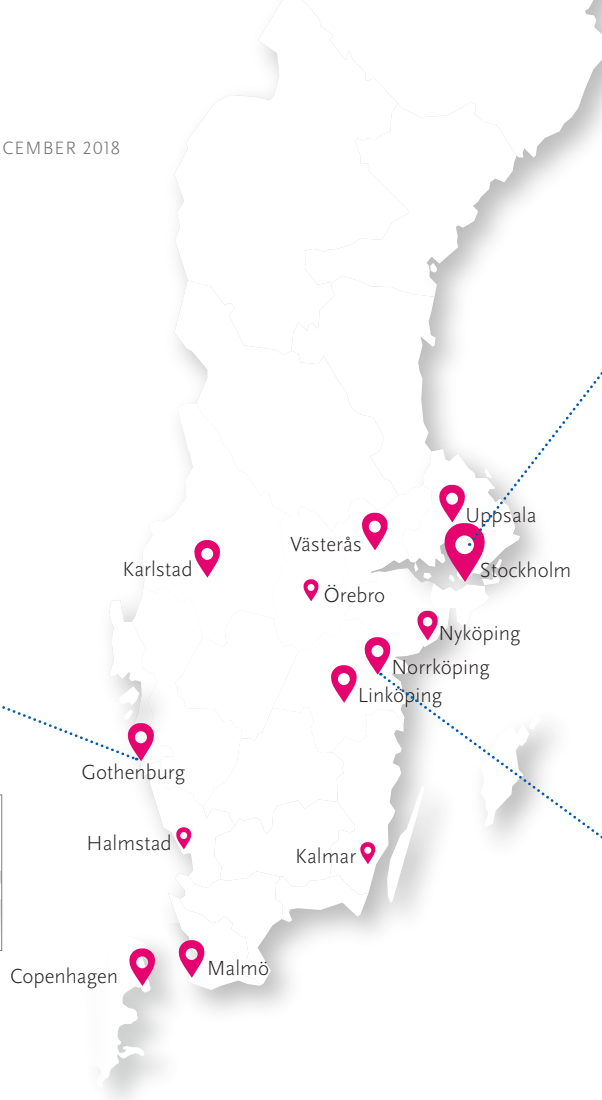 CEMBER 2018
Uppsala
Västerås
Karlstad
Stockholm
Örebro
Nyköping
Norrköping
Linköping
Gothenburg
Halmstad
Kalmar
Malmö
Copenhagen